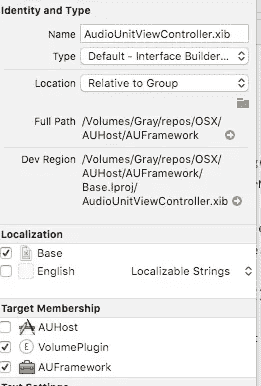 Identity and Type
Name AudioUnitViewController.xib
Type Default - Interface Builder...
Location Relative to Group
Full Path /Volumes/Gray/repos/OSX/
AUHost/AUFramework
Dev Region /Volumes/Gray/repos/OSX/
AUHost/AUFramework/
Base.lproj/
AudioUnitViewController.xib
Localization
Base
English Localizable Strings
Target Membership
AUHost
E VolumePlugin
AUFramework
Text Settings